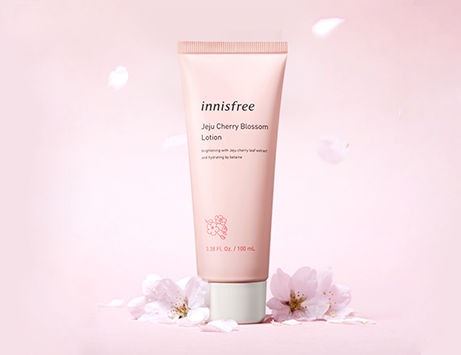 innisfree
Jeju Cherry Blossom
Lotion
Brightening with Jeju cherry leaf extract
and hydrating by betaine
3.38 Fl. Oz. / 100 mL